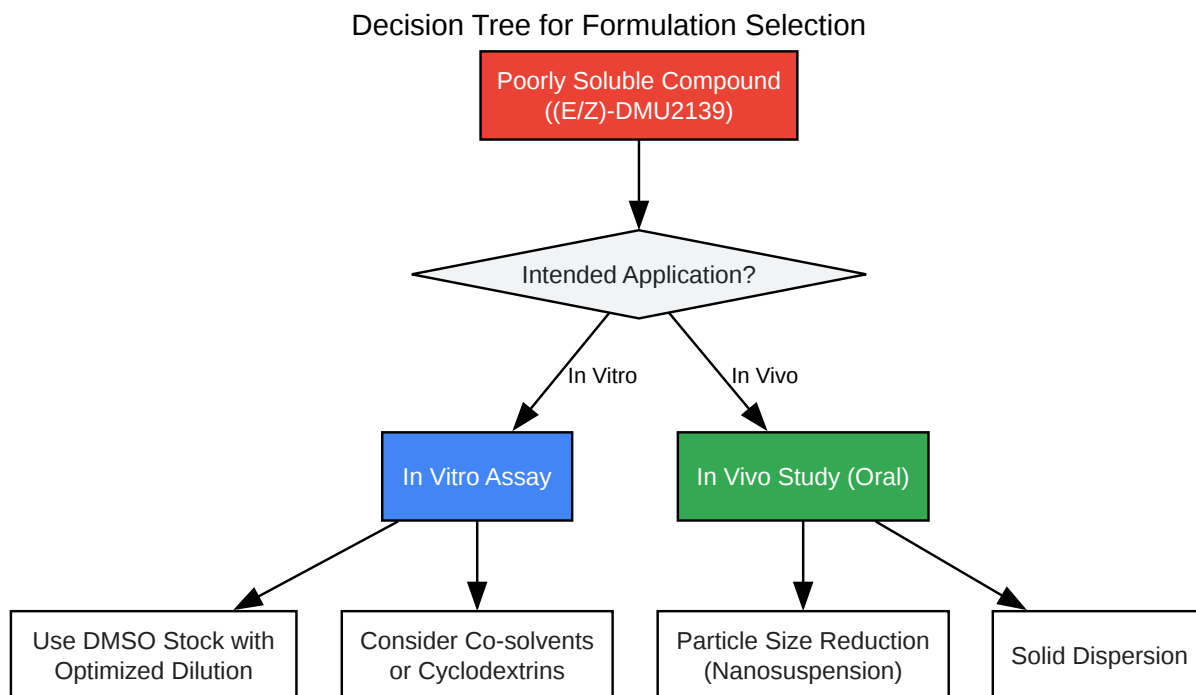 Decision Tree for Formulation Selection
Poorly Soluble Compound
((E/Z)-DMU2139)
Intended Application?
In Vitro
In Vivo
In Vitro Assay
In Vivo Study (Oral)
Use DMSO Stock with
Optimized Dilution
Consider Co-solvents
or Cyclodextrins
Particle Size Reduction
(Nanosuspension)
Solid Dispersion